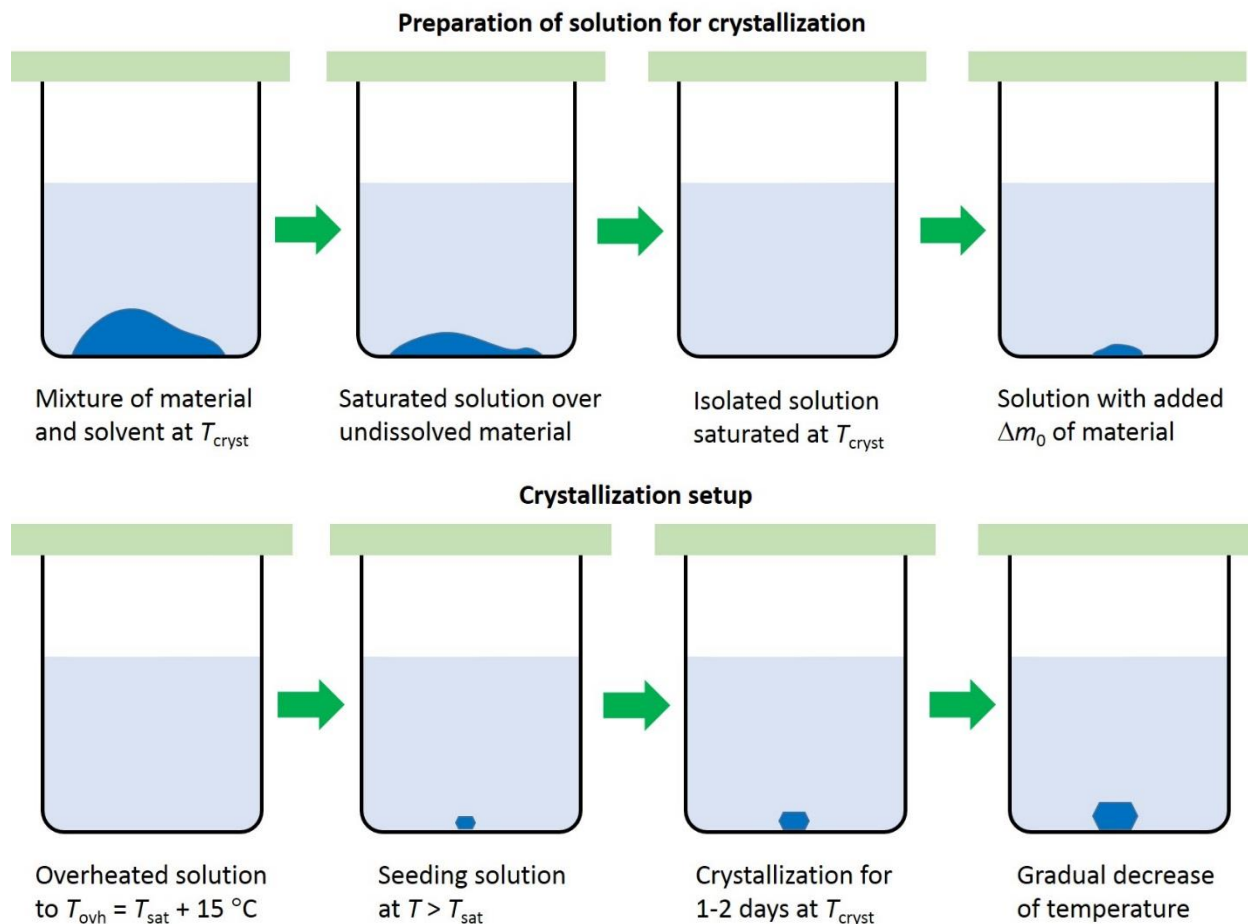 Preparation of solution for crystallization
Mixture of material
and solvent at Tcryst
Saturated solution over
undissolved material
Isolated solution
saturated at Tcryst
Solution with added
Δm0 of material
Crystallization setup
Overheated solution
to Tovh = Tsat + 15 °C
Seeding solution
at T > Tsat
Crystallization for
1-2 days at Tcryst
Gradual decrease
of temperature